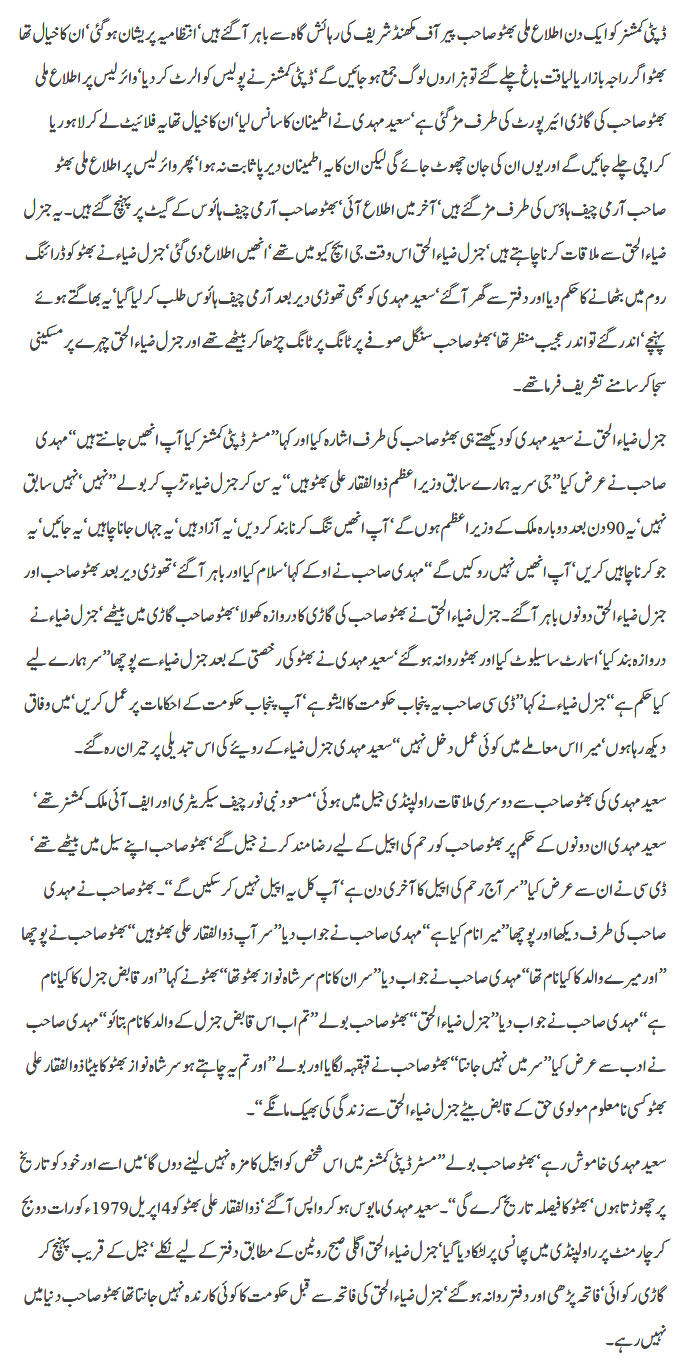 ڈپٹی کمشنر کو ایک دن اطلاع ملی بھٹو صاحب پیر آف مکھنڈ شریف کی رہائش گاہ سے باہر آ گئے ہیں‘ انتظامیہ پریشان ہو گئی‘ ان کا خیال تھا
بھٹو اگر راجہ بازار یا لیاقت باغ چلے گئے تو ہزاروں لوگ جمع ہو جائیں گے‘ ڈپٹی کمشنر نے پولیس کو الرٹ کر دیا‘ وائرلیس پر اطلاع ملی
بھٹو صاحب کی گاڑی ائیرپورٹ کی طرف مڑ گئی ہے‘ سعید مہدی نے اطمینان کا سانس لیا‘ ان کا خیال تھا یہ فلائیٹ لے کر لاہور یا
کراچی چلے جائیں گے اور یوں ان کی جان چھوٹ جائے گی لیکن ان کا یہ اطمینان دیرپا ثابت نہ ہوا‘ پھر وائرلیس پر اطلاع ملی بھٹو
صاحب آرمی چیف ہاؤس کی طرف مڑ گئے ہیں‘ آخر میں اطلاع آئی‘ بھٹو صاحب آرمی چیف ہائوس کے گیٹ پر پہنچ گئے ہیں۔ یہ جنرل
ضیاء الحق سے ملاقات کرنا چاہتے ہیں‘ جنرل ضیاء الحق اس وقت جی ایچ کیو میں تھے‘ انھیں اطلاع دی گئی‘ جنرل ضیاء نے بھٹو کو ڈرائنگ
روم میں بٹھانے کا حکم دیا اور دفتر سے گھر آ گئے‘ سعید مہدی کو بھی تھوڑی دیر بعد آرمی چیف ہائوس طلب کر لیا گیا‘ یہ بھاگتے ہوئے
پہنچے‘ اندر گئے تو اندر عجیب منظر تھا‘ بھٹو صاحب سنگل صوفے پر ٹانگ پر ٹانگ چڑھا کر بیٹھے تھے اور جنرل ضیاء الحق چہرے پر مسکینی
سجا کر سامنے تشریف فرما تھے۔
جنرل ضیاء الحق نے سعید مہدی کو دیکھتے ہی بھٹو صاحب کی طرف اشارہ کیا اور کہا ’’مسٹر ڈپٹی کمشنر کیا آپ انھیں جانتے ہیں‘‘ مہدی
صاحب نے عرض کیا ’’جی سر یہ ہمارے سابق وزیراعظم ذوالفقار علی بھٹو ہیں‘‘ یہ سن کر جنرل ضیاء تڑپ کر بولے ’’نہیں‘ نہیں سابق
نہیں‘ یہ 90 دن بعد دوبارہ ملک کے وزیراعظم ہوں گے‘ آپ انھیں تنگ کرنا بند کر دیں‘ یہ آزاد ہیں‘ یہ جہاں جانا چاہیں‘ یہ جائیں‘ یہ
جو کرنا چاہیں کریں‘ آپ انھیں نہیں روکیں گے‘‘ مہدی صاحب نے اوکے کہا‘ سلام کیا اور باہر آ گئے‘ تھوڑی دیر بعد بھٹو صاحب اور
جنرل ضیاء الحق دونوں باہر آ گئے۔ جنرل ضیاء الحق نے بھٹو صاحب کی گاڑی کا دروازہ کھولا‘ بھٹو صاحب گاڑی میں بیٹھے‘ جنرل ضیاء نے
دروازہ بند کیا‘ اسمارٹ سا سیلوٹ کیا اور بھٹو روانہ ہو گئے‘ سعید مہدی نے بھٹو کی رخصتی کے بعد جنرل ضیاء سے پوچھا ’’سر ہمارے لیے
کیا حکم ہے‘‘ جنرل ضیاء نے کہا ’’ڈی سی صاحب یہ پنجاب حکومت کا ایشو ہے‘ آپ پنجاب حکومت کے احکامات پر عمل کریں‘ میں وفاق
دیکھ رہا ہوں‘ میرا اس معاملے میں کوئی عمل دخل نہیں‘‘ سعید مہدی جنرل ضیاء کے رویئے کی اس تبدیلی پر حیران رہ گئے۔
سعید مہدی کی بھٹو صاحب سے دوسری ملاقات راولپنڈی جیل میں ہوئی‘ مسعود نبی نور چیف سیکریٹری اور ایف آئی ملک کمشنر تھے‘
سعید مہدی ان دونوں کے حکم پر بھٹو صاحب کو رحم کی اپیل کے لیے رضا مند کرنے جیل گئے‘ بھٹو صاحب اپنے سیل میں بیٹھے تھے‘
ڈی سی نے ان سے عرض کیا ’’سر آج رحم کی اپیل کا آخری دن ہے‘ آپ کل یہ اپیل نہیں کر سکیں گے‘‘۔ بھٹو صاحب نے مہدی
صاحب کی طرف دیکھا اور پوچھا ’’میرا نام کیا ہے‘‘ مہدی صاحب نے جواب دیا ’’سر آپ ذوالفقار علی بھٹو ہیں‘‘ بھٹو صاحب نے پوچھا
’’اور میرے والد کا کیا نام تھا‘‘ مہدی صاحب نے جواب دیا ’’سر ان کا نام سر شاہ نواز بھٹو تھا‘‘ بھٹو نے کہا ’’اور قابض جنرل کا کیا نام
ہے‘‘ مہدی صاحب نے جواب دیا ’’جنرل ضیاء الحق‘‘ بھٹو صاحب بولے ’’تم اب اس قابض جنرل کے والد کا نام بتائو‘‘ مہدی صاحب
نے ادب سے عرض کیا ’’سر میں نہیں جانتا‘‘ بھٹو صاحب نے قہقہہ لگایا اور بولے ’’اور تم یہ چاہتے ہو سر شاہ نواز بھٹو کا بیٹا ذوالفقار علی
بھٹو کسی نامعلوم مولوی حق کے قابض بیٹے جنرل ضیاء الحق سے زندگی کی بھیک مانگے‘‘۔
سعید مہدی خاموش رہے‘ بھٹو صاحب بولے ’’مسٹر ڈپٹی کمشنر میں اس شخص کو اپیل کا مزہ نہیں لینے دوں گا‘ میں اسے اور خود کو تاریخ
پر چھوڑتا ہوں‘ بھٹو کا فیصلہ تاریخ کرے گی‘‘۔ سعید مہدی مایوس ہو کر واپس آ گئے‘ ذوالفقار علی بھٹو کو 4 اپریل 1979ء کو رات دو بج
کر چار منٹ پر راولپنڈی میں پھانسی پر لٹکا دیا گیا‘ جنرل ضیاء الحق اگلی صبح روٹین کے مطابق دفتر کے لیے نکلے‘ جیل کے قریب پہنچ کر
گاڑی رکوائی‘ فاتحہ پڑھی اور دفتر روانہ ہو گئے‘ جنرل ضیاء الحق کی فاتحہ سے قبل حکومت کا کوئی کارندہ نہیں جانتا تھا بھٹو صاحب دنیا میں
نہیں رہے۔